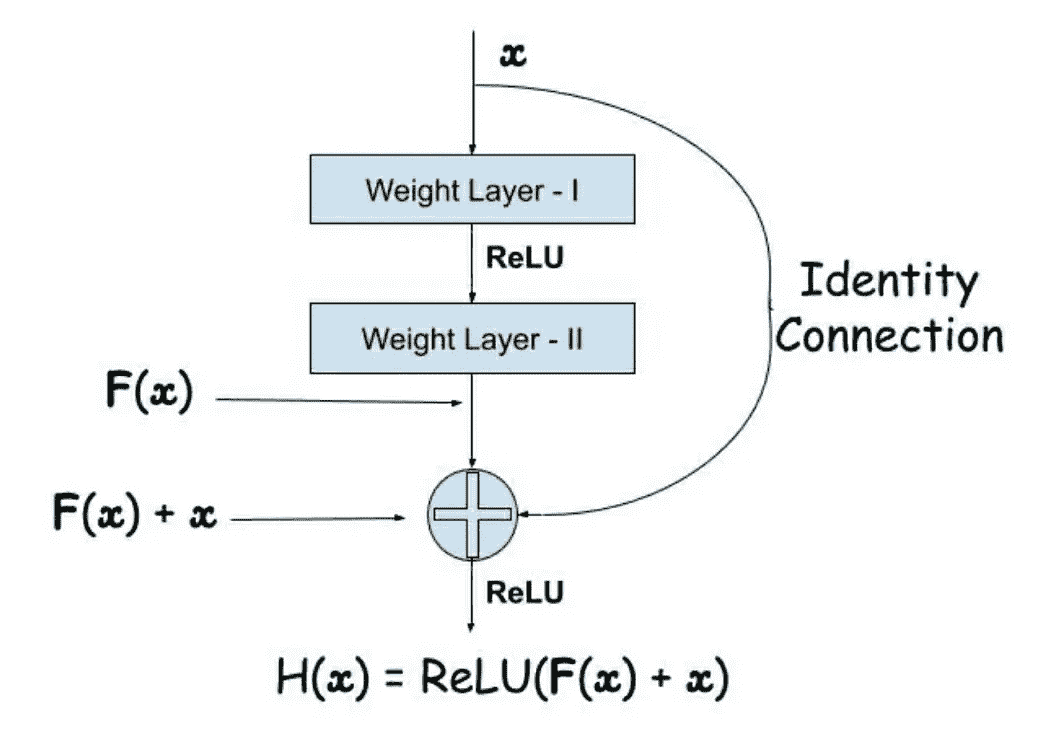 x
Weight Layer - I
ReLU
Identity
Connection
Weight Layer - II
F(x)
F(x) + x
ReLU
H(x) = ReLU(F(x) + x)